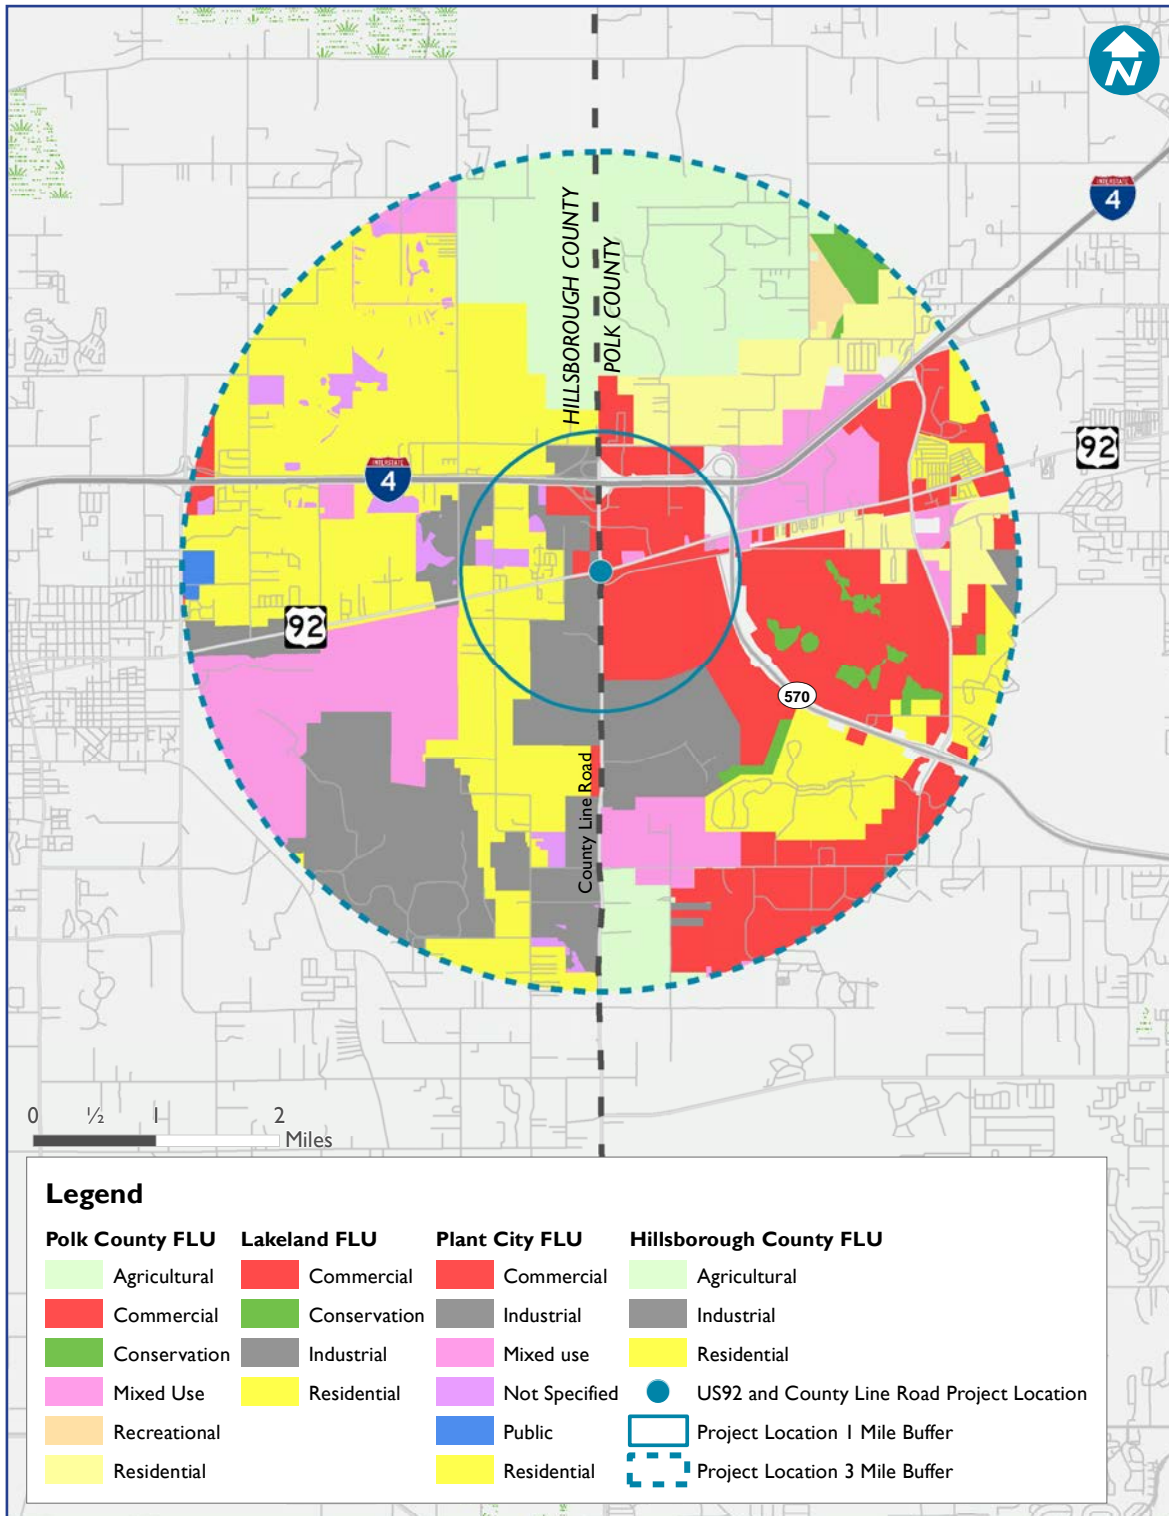 N
INTERSTATE
4
HILLSBOROUGH COUNTY
POLK COUNTY
92
INTERSTATE
4
92
570
County Line Road
0 ½ 1 2
Miles
Legend
Polk County FLU
Agricultural
Commercial
Conservation
Mixed Use
Recreational
Residential
Lakeland FLU
Commercial
Conservation
Industrial
Residential
Plant City FLU
Commercial
Industrial
Mixed use
Not Specified
Public
Residential
Hillsborough County FLU
Agricultural
Industrial
Residential
US92 and County Line Road Project Location
Project Location 1 Mile Buffer
Project Location 3 Mile Buffer